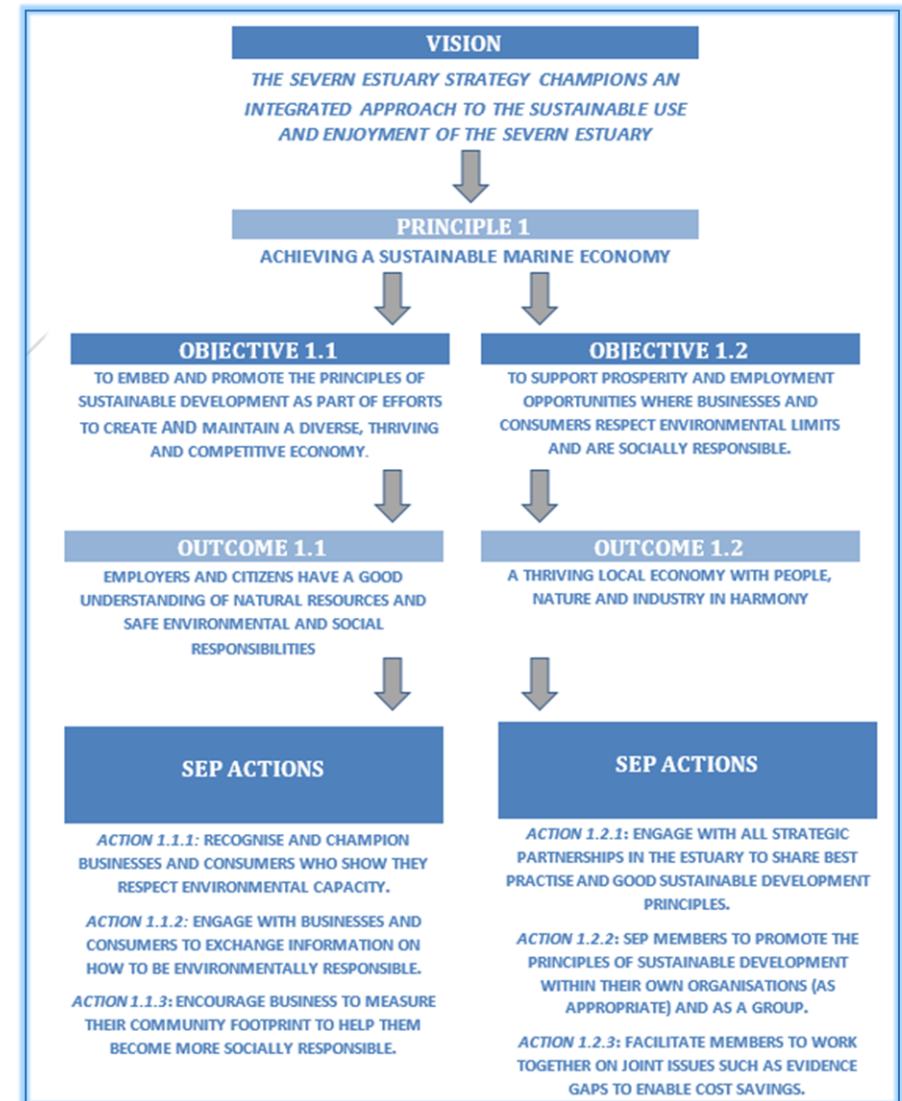 VISION
THE SEVERN ESTUARY STRATEGY CHAMPIONS AN
INTEGRATED APPROACH TO THE SUSTAINABLE USE
AND ENJOYMENT OF THE SEVERN ESTUARY
PRINCIPLE 1
ACHIEVING A SUSTAINABLE MARINE ECONOMY
OBJECTIVE 1.1
TO EMBED AND PROMOTE THE PRINCIPLES OF
SUSTAINABLE DEVELOPMENT AS PART OF EFFORTS
TO CREATE AND MAINTAIN A DIVERSE, THRIVING
AND COMPETITIVE ECONOMY.
OBJECTIVE 1.2
TO SUPPORT PROSPERITY AND EMPLOYMENT
OPPORTUNITIES WHERE BUSINESSES AND
CONSUMERS RESPECT ENVIRONMENTAL LIMITS
AND ARE SOCIALLY RESPONSIBLE.
OUTCOME 1.1
EMPLOYERS AND CITIZENS HAVE A GOOD
UNDERSTANDING OF NATURAL RESOURCES AND
SAFE ENVIRONMENTAL AND SOCIAL
RESPONSIBILITIES
OUTCOME 1.2
A THRIVING LOCAL ECONOMY WITH PEOPLE,
NATURE AND INDUSTRY IN HARMONY
SEP ACTIONS
ACTION 1.1.1: RECOGNISE AND CHAMPION
BUSINESSES AND CONSUMERS WHO SHOW THEY
RESPECT ENVIRONMENTAL CAPACITY.
ACTION 1.1.2: ENGAGE WITH BUSINESSES AND
CONSUMERS TO EXCHANGE INFORMATION ON
HOW TO BE ENVIRONMENTALLY RESPONSIBLE.
ACTION 1.1.3: ENCOURAGE BUSINESS TO MEASURE
THEIR COMMUNITY FOOTPRINT TO HELP THEM
BECOME MORE SOCIALLY RESPONSIBLE.
SEP ACTIONS
ACTION 1.2.1: ENGAGE WITH ALL STRATEGIC
PARTNERSHIPS IN THE ESTUARY TO SHARE BEST
PRACTISE AND GOOD SUSTAINABLE DEVELOPMENT
PRINCIPLES.
ACTION 1.2.2: SEP MEMBERS TO PROMOTE THE
PRINCIPLES OF SUSTAINABLE DEVELOPMENT
WITHIN THEIR OWN ORGANISATIONS (AS
APPROPRIATE) AND AS A GROUP.
ACTION 1.2.3: FACILITATE MEMBERS TO WORK
TOGETHER ON JOINT ISSUES SUCH AS EVIDENCE
GAPS TO ENABLE COST SAVINGS.